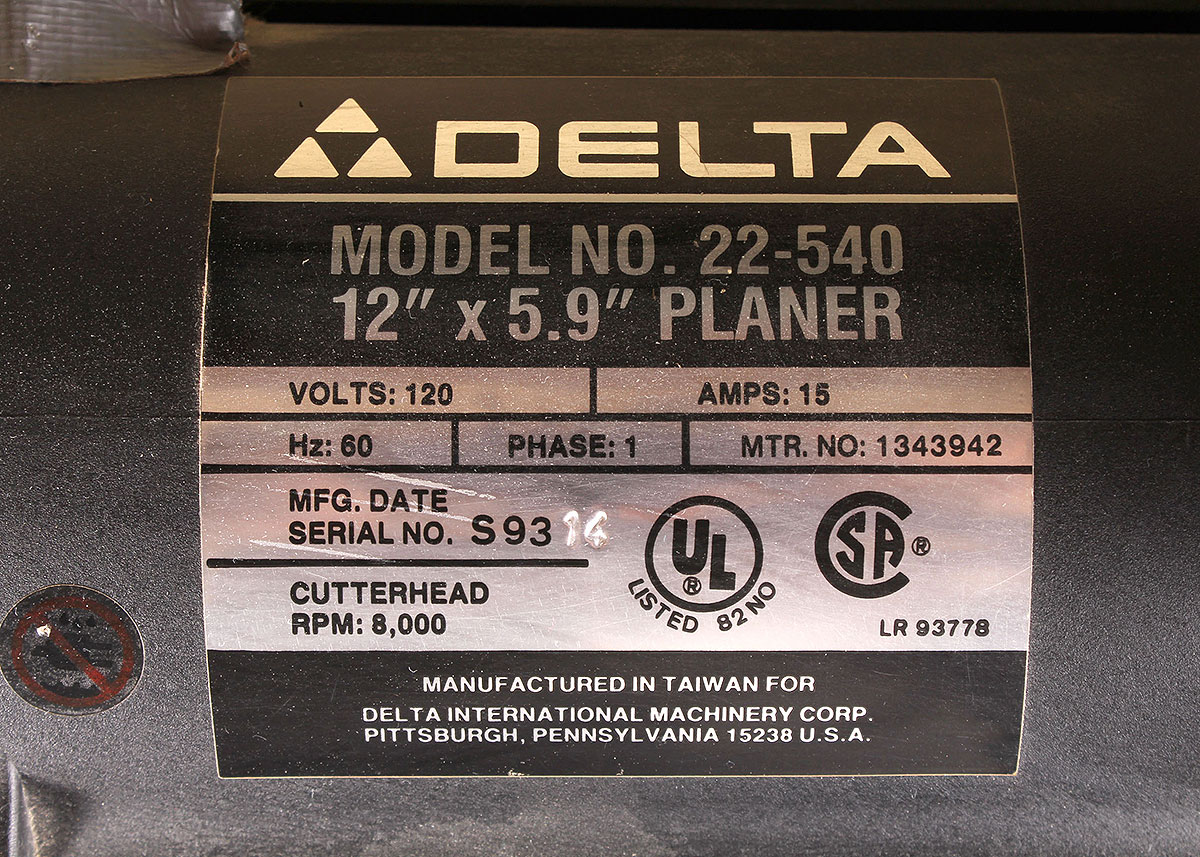 DELTA
MODEL NO. 22-540
12" x 5.9" PLANER
VOLTS: 120 AMPS: 15
Hz: 60 PHASE: 1 MTR. NO: 1343942
MFG. DATE
SERIAL NO. S93 14
CUTTERHEAD
RPM: 8,000
UL ®
LISTED 82NO
SA ®
LR 93778
MANUFACTURED IN TAIWAN FOR
DELTA INTERNATIONAL MACHINERY CORP.
PITTSBURGH, PENNSYLVANIA 15238 U.S.A.